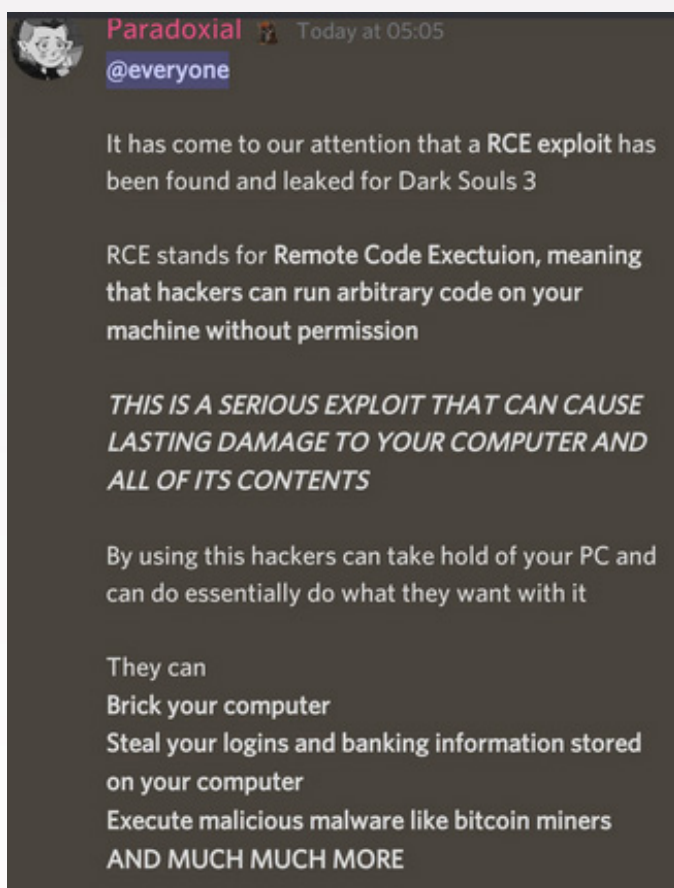 Paradoxial Today at 05:05
@everyone
It has come to our attention that a RCE exploit has
been found and leaked for Dark Souls 3
RCE stands for Remote Code Exectuion, meaning
that hackers can run arbitrary code on your
machine without permission
THIS IS A SERIOUS EXPLOIT THAT CAN CAUSE
LASTING DAMAGE TO YOUR COMPUTER AND
ALL OF ITS CONTENTS
By using this hackers can take hold of your PC and
can do essentially do what they want with it
They can
Brick your computer
Steal your logins and banking information stored
on your computer
Execute malicious malware like bitcoin miners
AND MUCH MUCH MORE